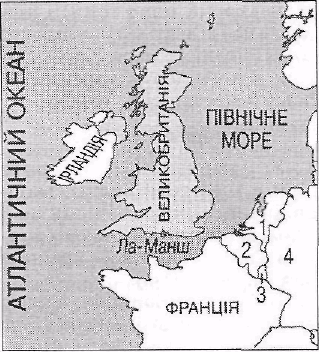 АТЛАНТИЧНИЙ ОКЕАН
ІРЛАНДІЯ
ВЕЛИКОБРИТАНІЯ
ПІВНІЧНЕ
МОРЕ
Ла-Манш
1
2
4
3
ФРАНЦІЯ